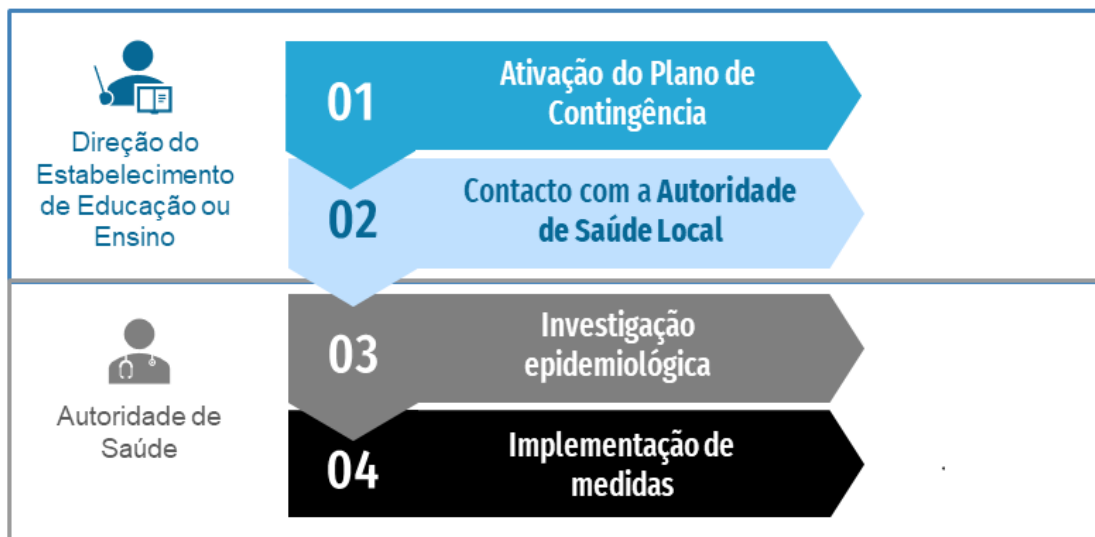 Direção do
Estabelecimento
de Educação ou
Ensino
01
Ativação do Plano de
Contingência
02
Contacto com a Autoridade
de Saúde Local
Autoridade de
Saúde
03
Investigação
epidemiológica
04
Implementação de
medidas